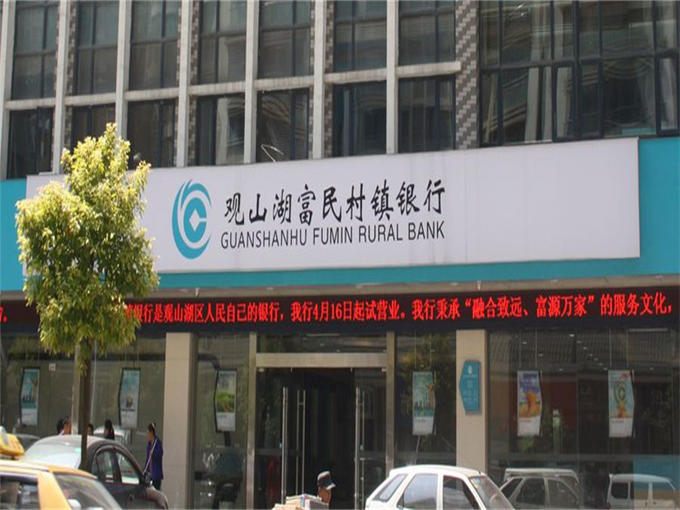 观山湖富民村镇银行
GUANSHANHU FUMIN RURAL BANK
银行是观山湖区人民自己的银行，我行4月16日起试营业。我行秉承“融合致远、富源万家”的服务文化，